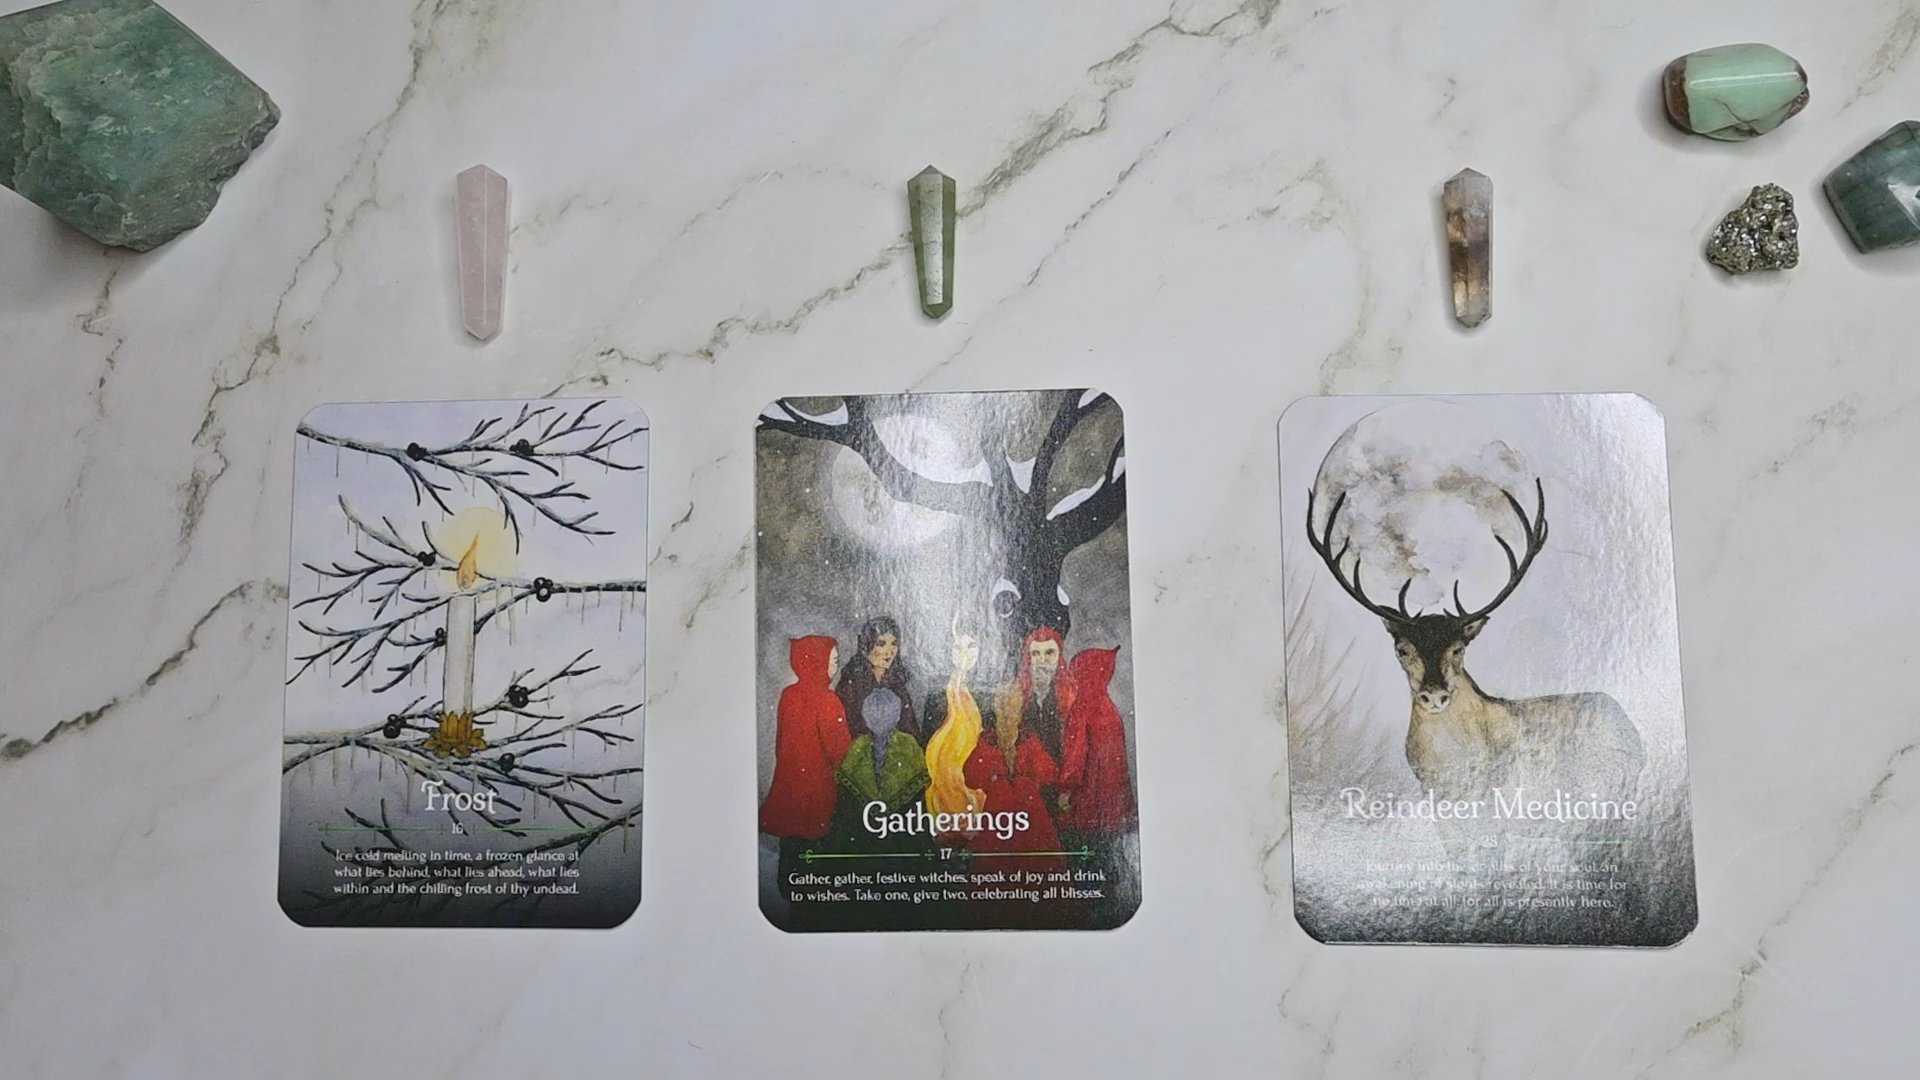 Frost
16
Ice cold melting in time, a frozen glance at
what lies behind, what lies ahead, what lies
within and the chilling frost of thy undead.
Gatherings
17
Gather, gather, festive witches, speak of joy and drink
to wishes. Take one, give two, celebrating all blisses.
Reindeer Medicine
28
Journey into the depths of your soul, an
awakening of sights revealed. It is time for
no time at all, for all is presently here.